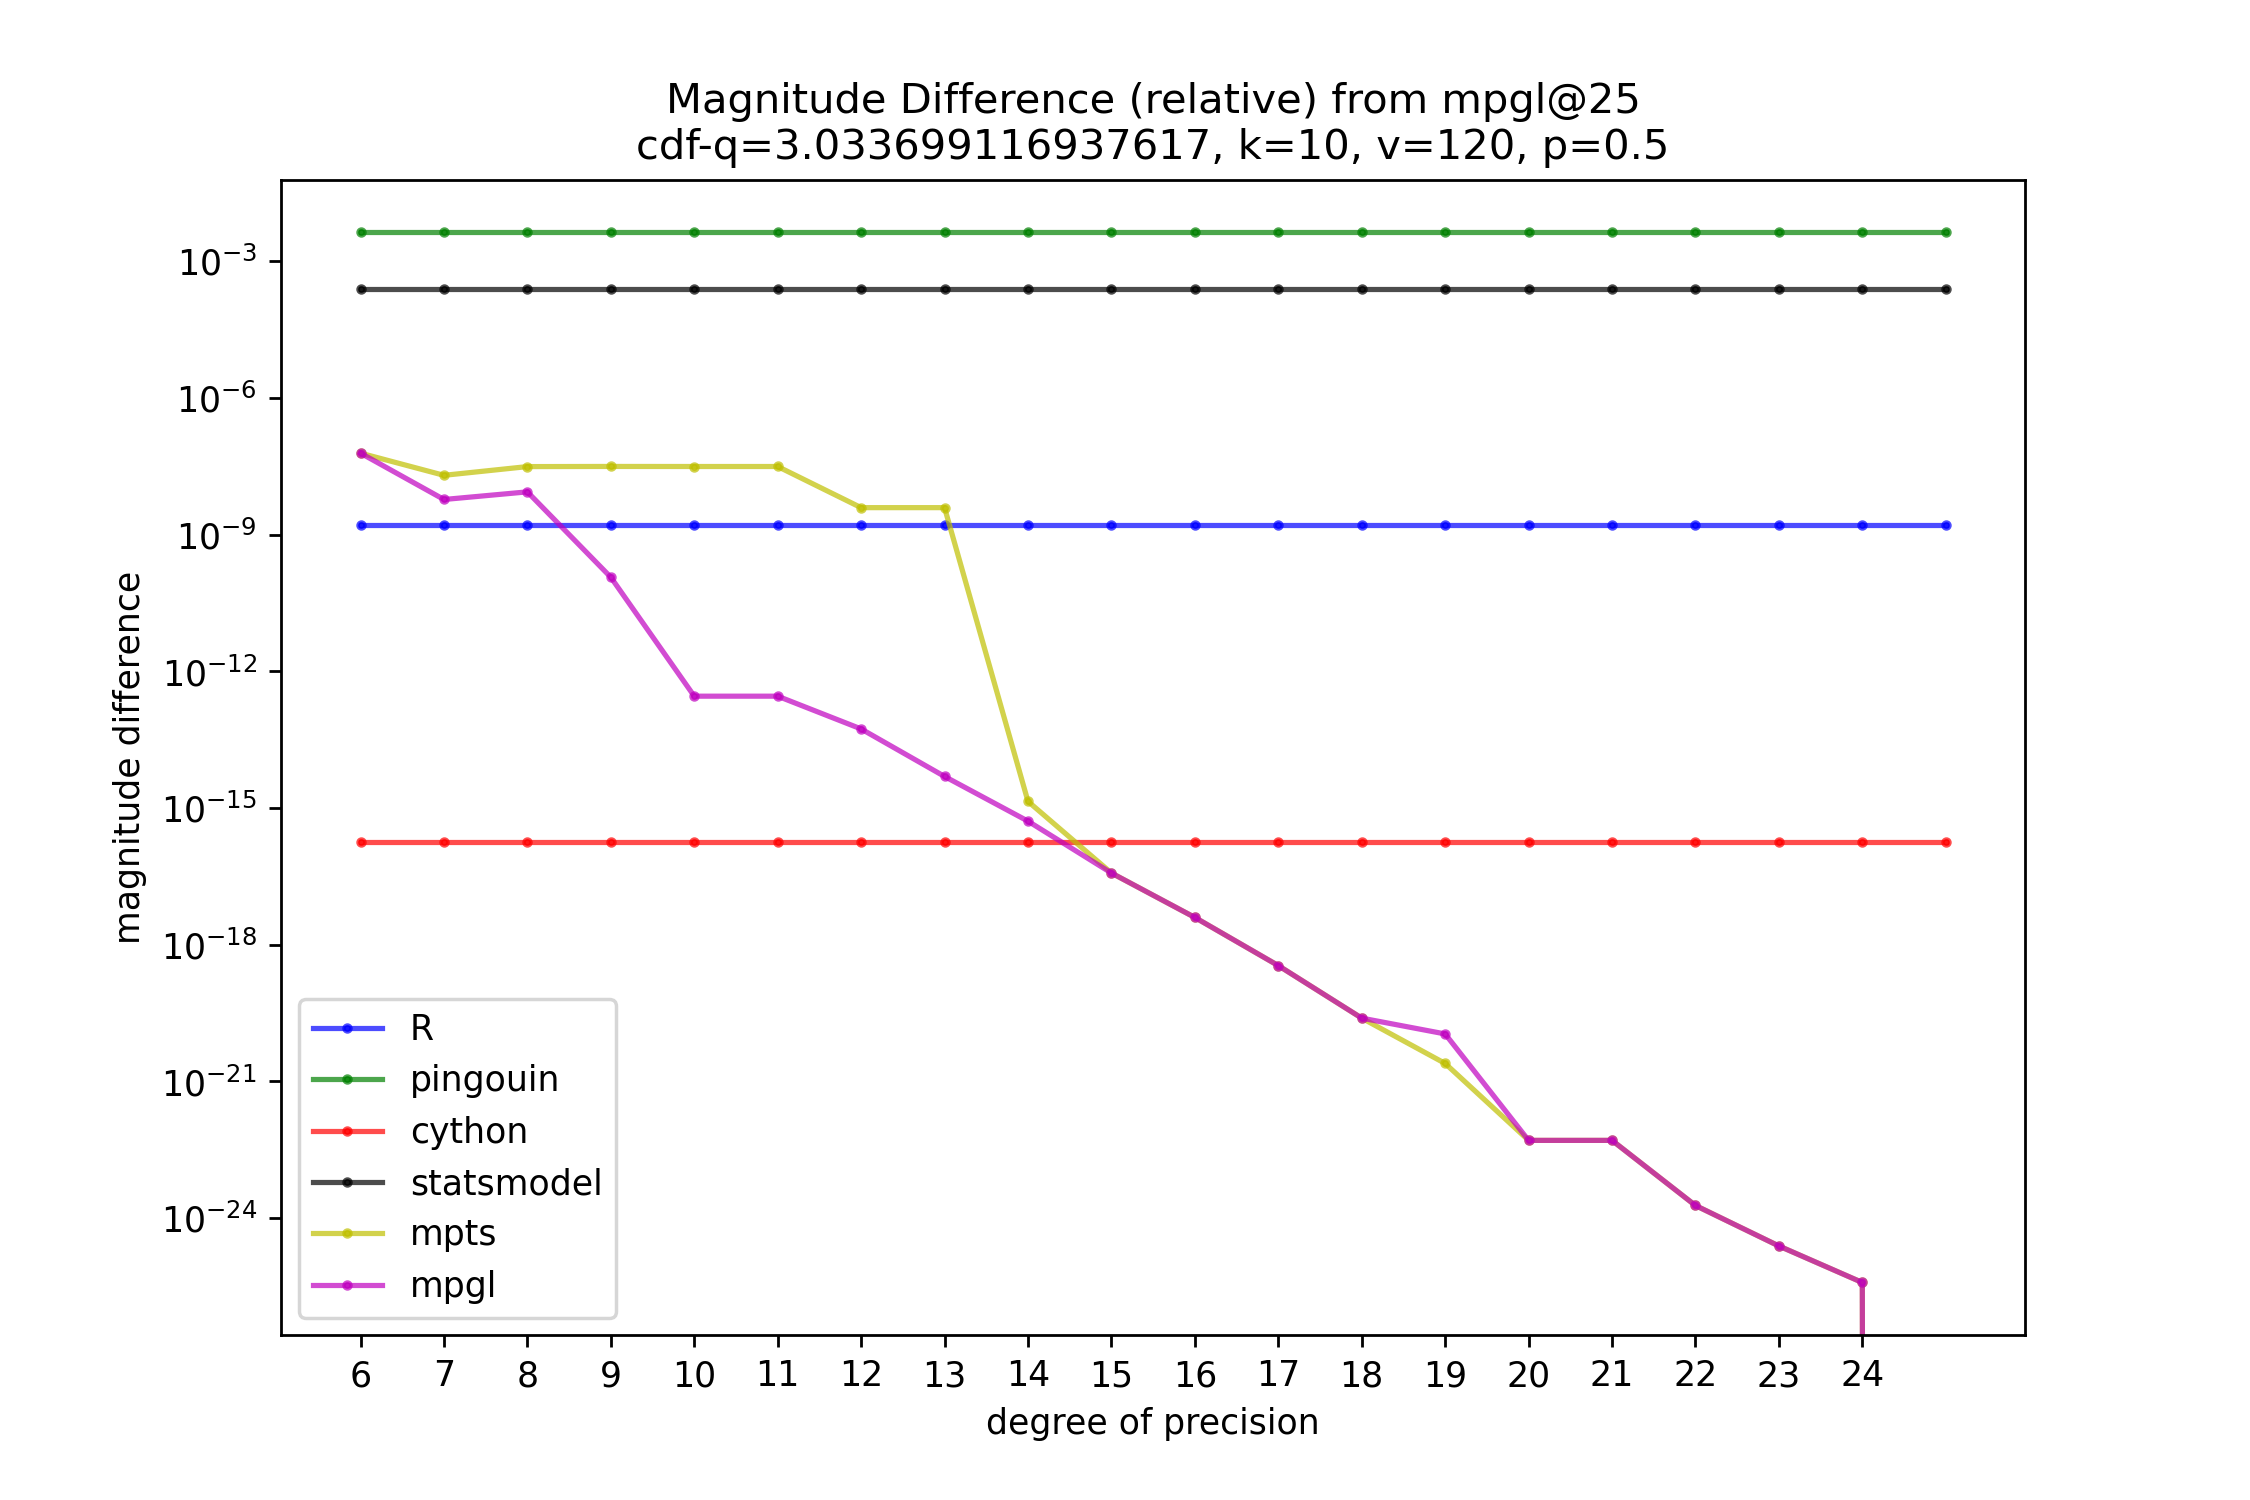 Magnitude Difference (relative) from mpgl@25
cdf-q=3.033699116937617, k=10, v=120, p=0.5
magnitude difference
10⁻³
10⁻⁶
10⁻⁹
10⁻¹²
10⁻¹⁵
10⁻¹⁸
10⁻²¹
10⁻²⁴
R
pingouin
cython
statsmodel
mpts
mpgl
6 7 8 9 10 11 12 13 14 15 16 17 18 19 20 21 22 23 24
degree of precision